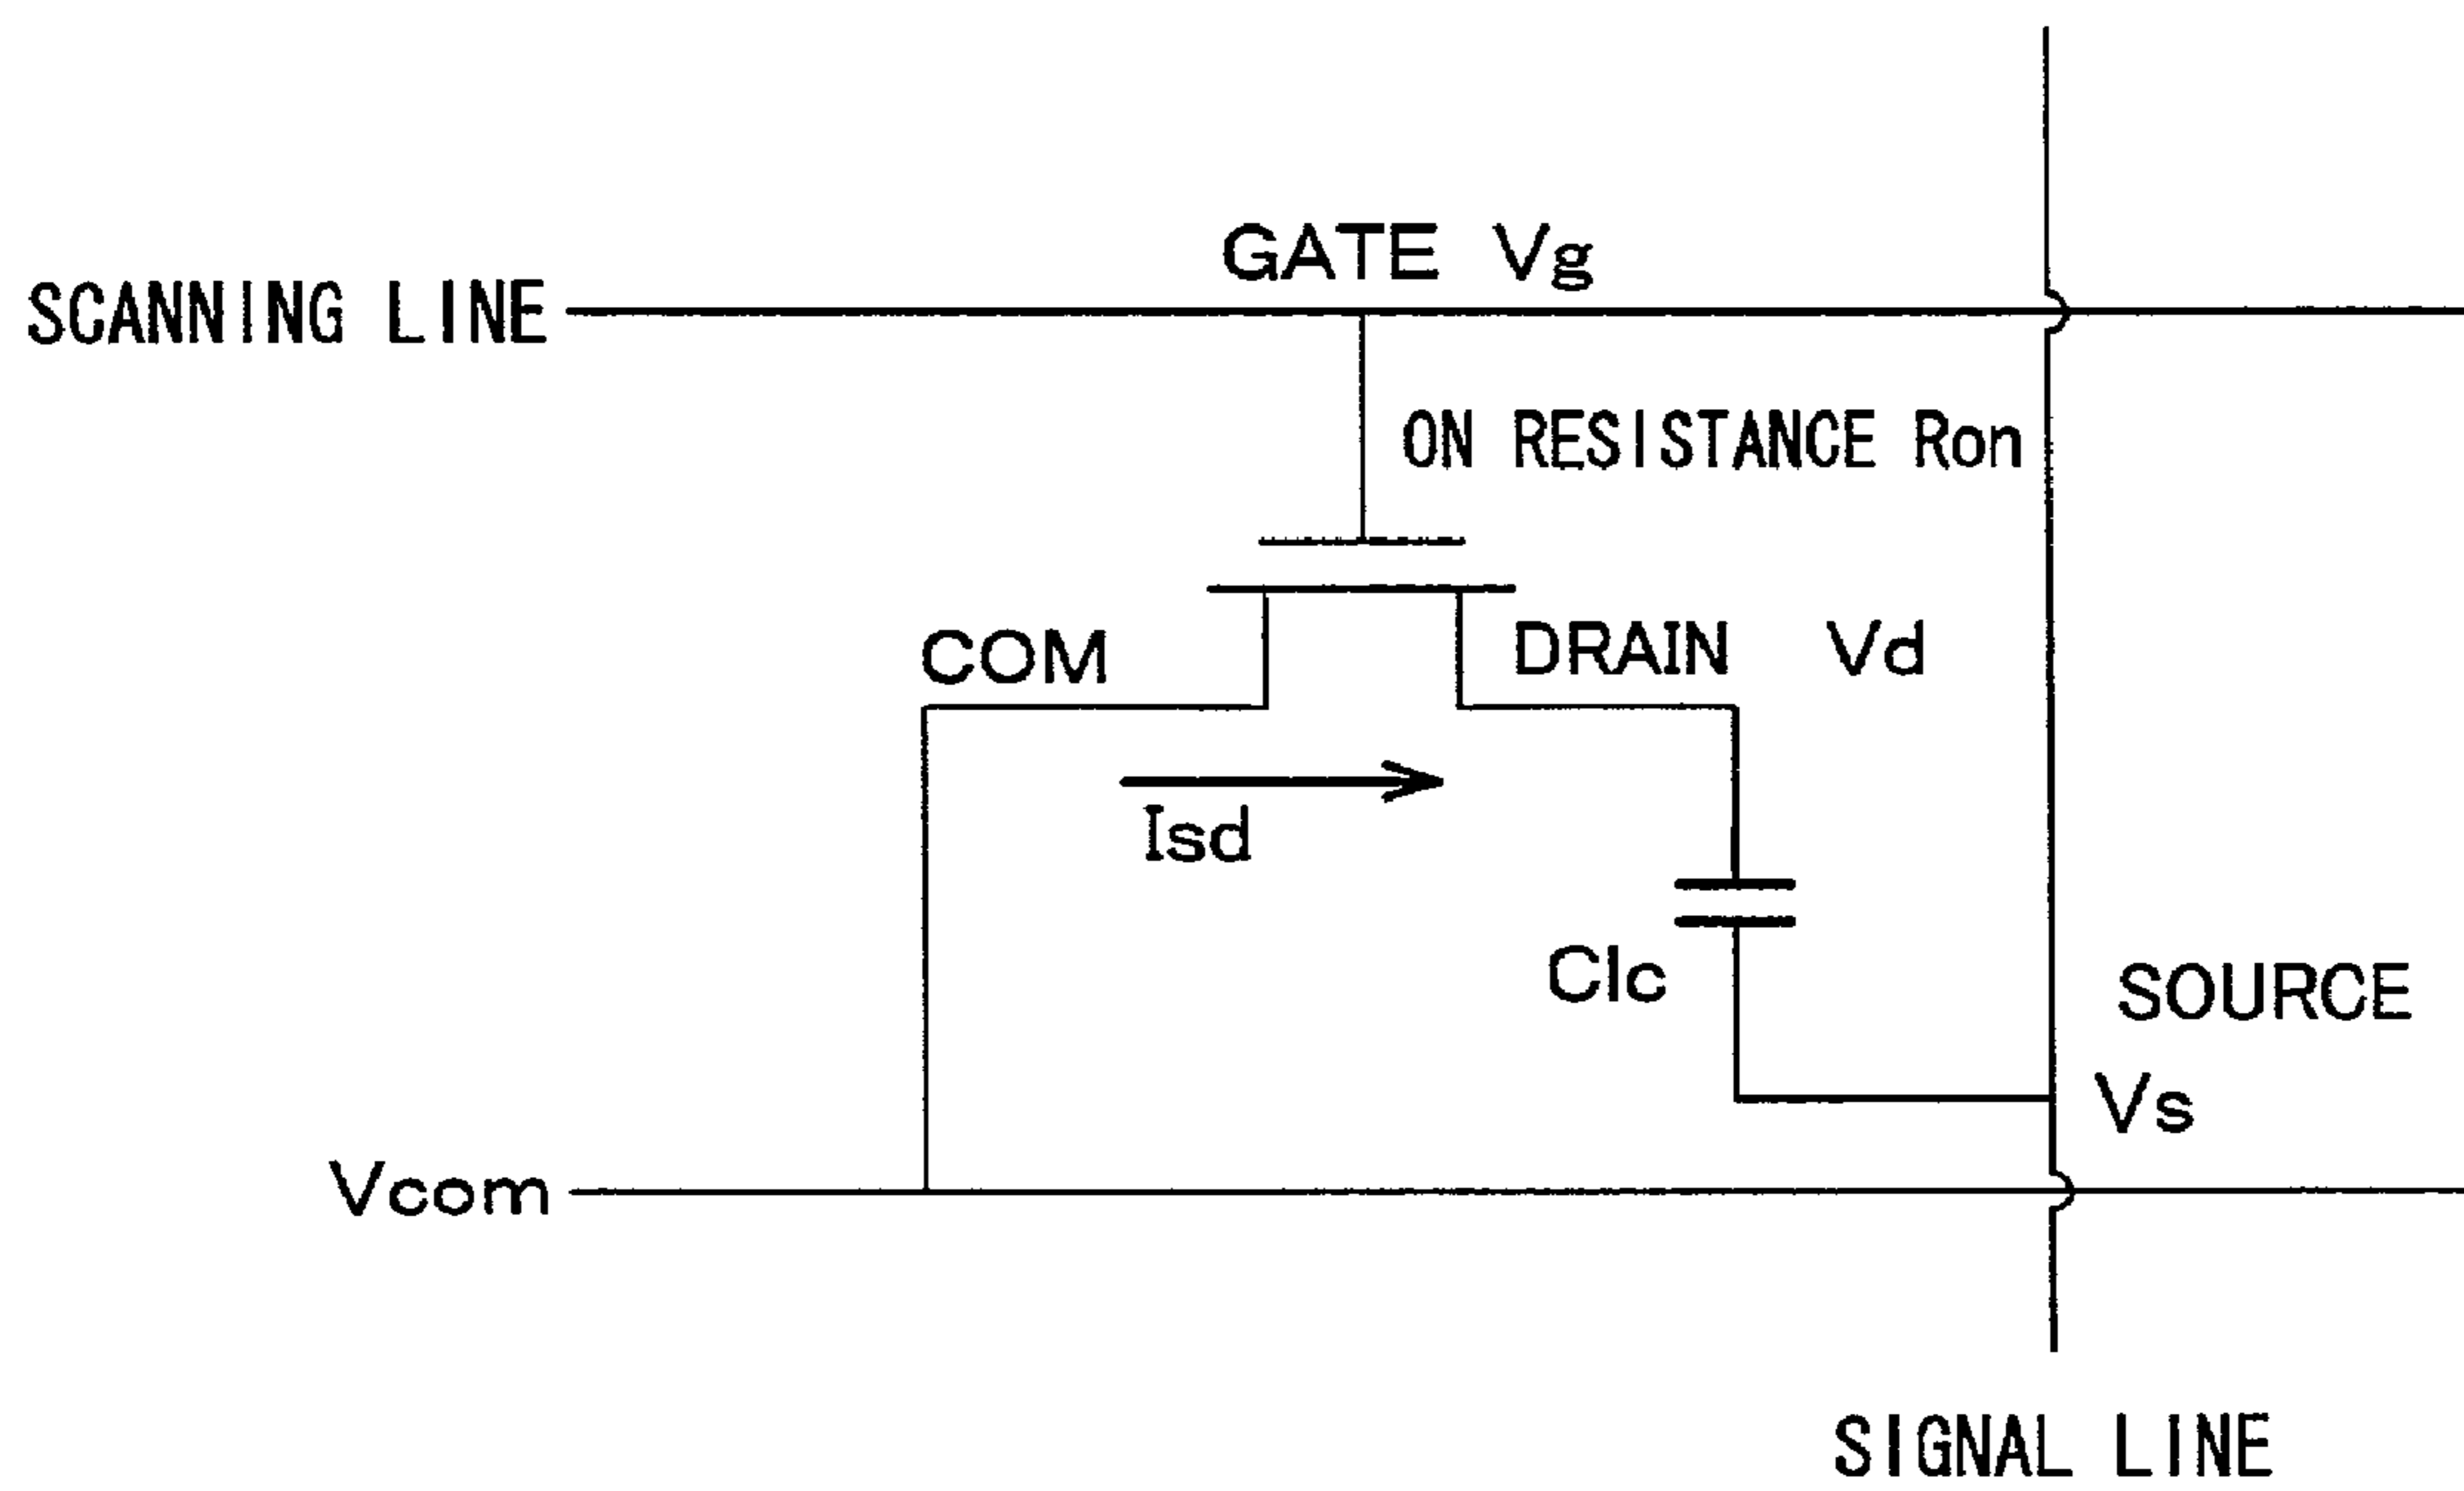 GATE Vg
SCANNING LINE
ON RESISTANCE Ron
COM
DRAIN Vd
Isd
Clc
SOURCE
Vs
Vcom
SIGNAL LINE